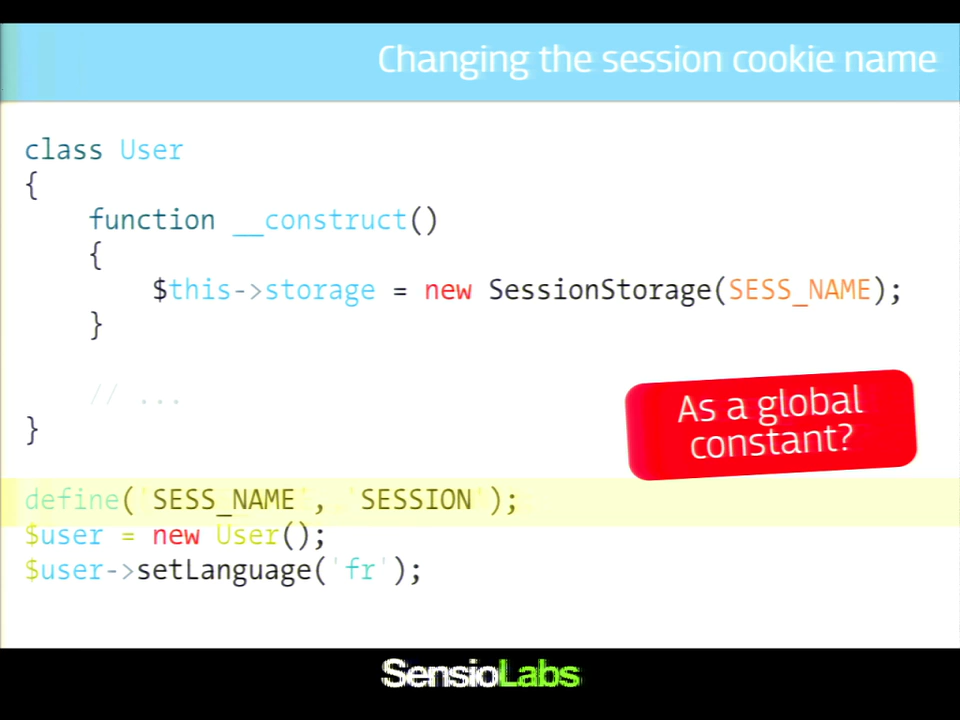 Changing the session cookie name
class User
{
    function __construct()
    {
        $this->storage = new SessionStorage(SESS_NAME);
    }
    // ...
}
As a global
constant?
define('SESS_NAME', 'SESSION');
$user = new User();
$user->setLanguage('fr');
SensioLabs